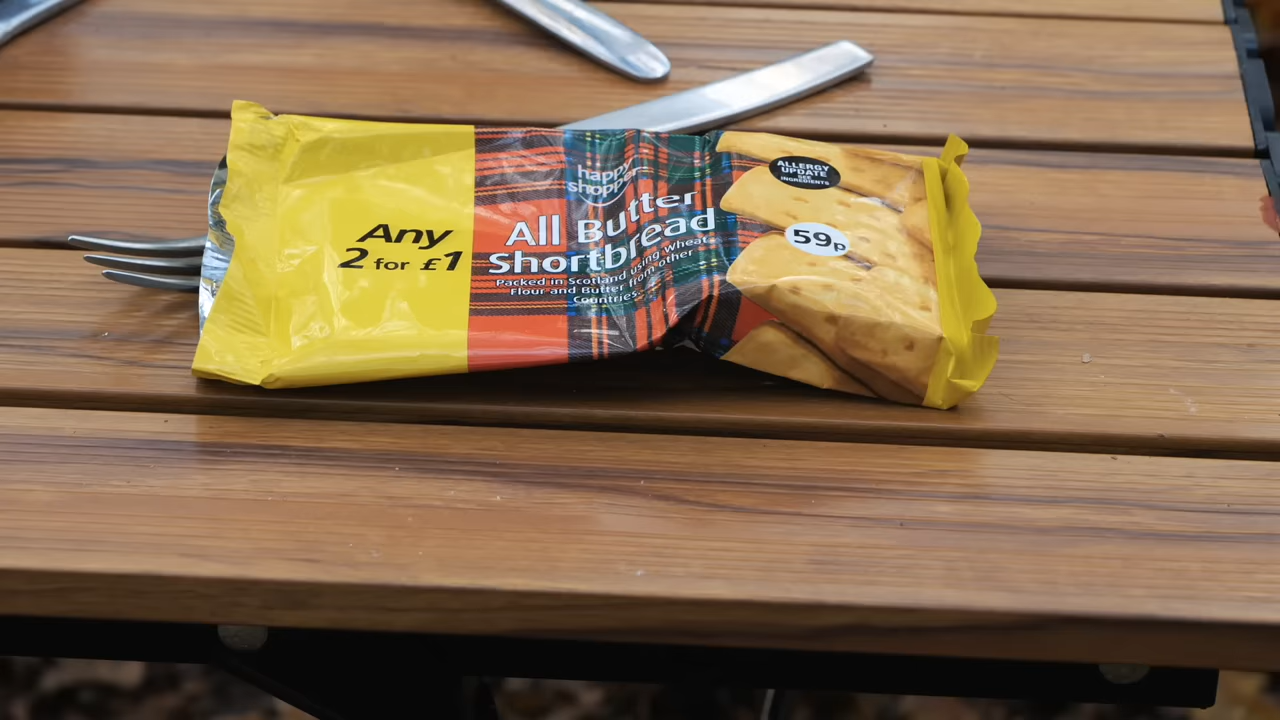 Any
2 for £1
happy
shopper
All Butter
Shortbread
Packed in Scotland using Wheat
Flour and Butter from other
Countries.
ALLERGY
UPDATE
SEE
INGREDIENTS
59p